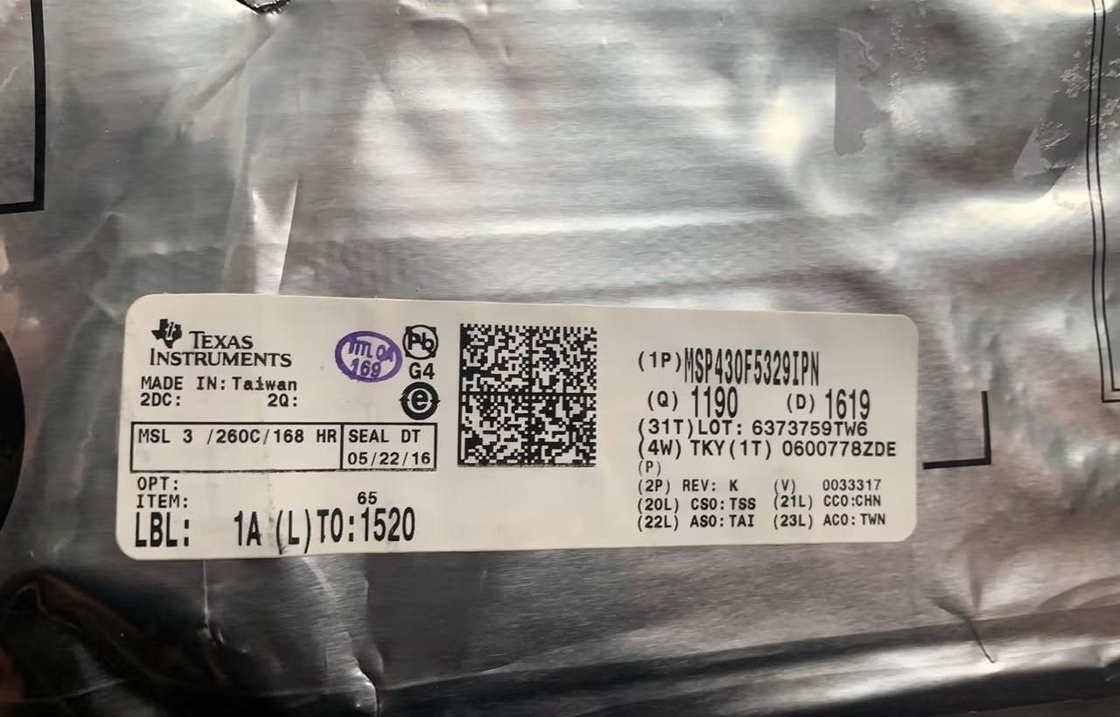 TEXAS
INSTRUMENTS
MADE IN: Taiwan
2DC: 2Q:
MSL 3 /260C/168 HR
SEAL DT
05/22/16
OPT:
ITEM: 65
LBL: 1A (L)TO:1520
169
Pb
G4
e
(1P)MSP430F5329IPN
(Q) 1190 (D) 1619
(31T)LOT: 6373759TW6
(4W) TKY(1T) 0600778ZDE
(P)
(2P) REV: K (V) 0033317
(20L) CSO:TSS (21L) CCO:CHN
(22L) ASO:TAI (23L) ACO:TWN